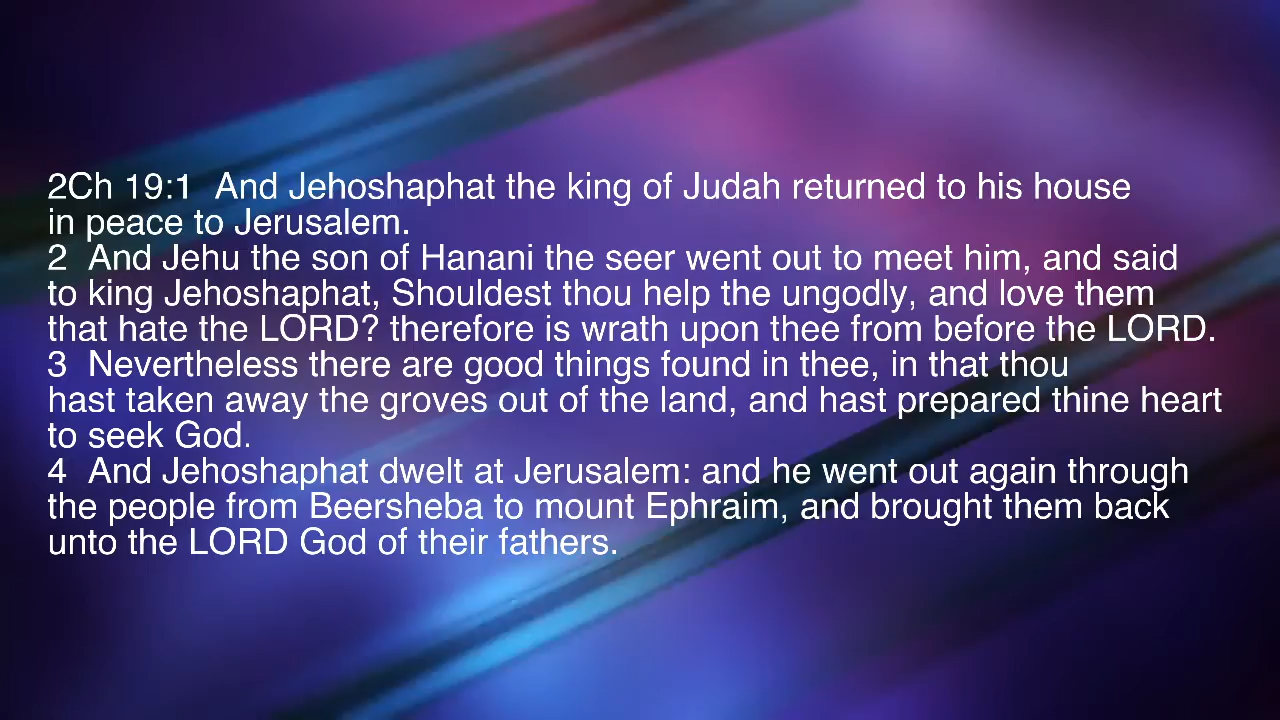 2Ch 19:1  And Jehoshaphat the king of Judah returned to his house
in peace to Jerusalem.
2  And Jehu the son of Hanani the seer went out to meet him, and said
to king Jehoshaphat, Shouldest thou help the ungodly, and love them
that hate the LORD? therefore is wrath upon thee from before the LORD.
3  Nevertheless there are good things found in thee, in that thou
hast taken away the groves out of the land, and hast prepared thine heart
to seek God.
4  And Jehoshaphat dwelt at Jerusalem: and he went out again through
the people from Beersheba to mount Ephraim, and brought them back
unto the LORD God of their fathers.